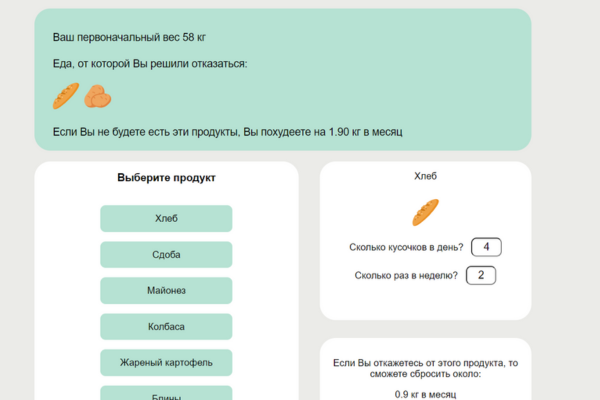 Ваш первоначальный вес 58 кг
Еда, от которой Вы решили отказаться:
Если Вы не будете есть эти продукты, Вы похудеете на 1.90 кг в месяц
Выберите продукт
Хлеб
Сдоба
Майонез
Колбаса
Жареный картофель
Блины
Хлеб
Сколько кусочков в день? 4
Сколько раз в неделю? 2
Если Вы откажетесь от этого продукта, то
сможете сбросить около:
0.9 кг в месяц